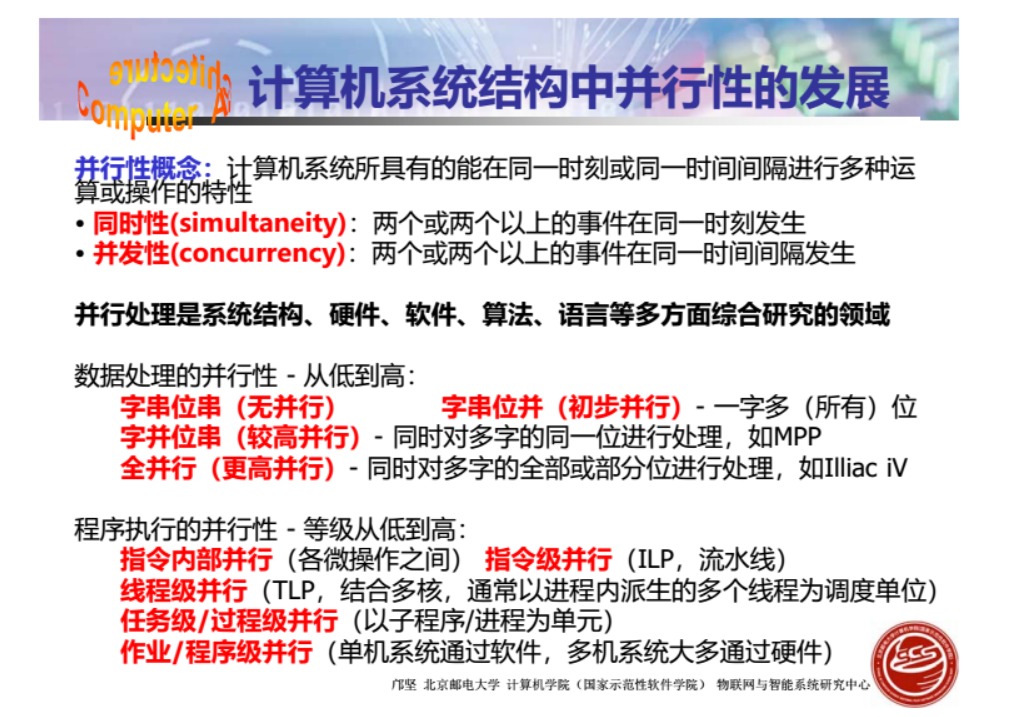 Computer Architecture
计算机系统结构中并行性的发展
并行性概念：计算机系统所具有的能在同一时刻或同一时间间隔进行多种运
算或操作的特性
• 同时性(simultaneity)：两个或两个以上的事件在同一时刻发生
• 并发性(concurrency)：两个或两个以上的事件在同一时间间隔发生
并行处理是系统结构、硬件、软件、算法、语言等多方面综合研究的领域
数据处理的并行性 - 从低到高：
字串位串（无并行） 字串位并（初步并行）- 一字多（所有）位
字并位串（较高并行）- 同时对多字的同一位进行处理，如MPP
全并行（更高并行）- 同时对多字的全部或部分位进行处理，如Illiac iV
程序执行的并行性 - 等级从低到高：
指令内部并行（各微操作之间） 指令级并行（ILP，流水线）
线程级并行（TLP，结合多核，通常以进程内派生的多个线程为调度单位）
任务级/过程级并行（以子程序/进程为单元）
作业/程序级并行（单机系统通过软件，多机系统大多通过硬件）
邝坚 北京邮电大学 计算机学院（国家示范性软件学院） 物联网与智能系统研究中心